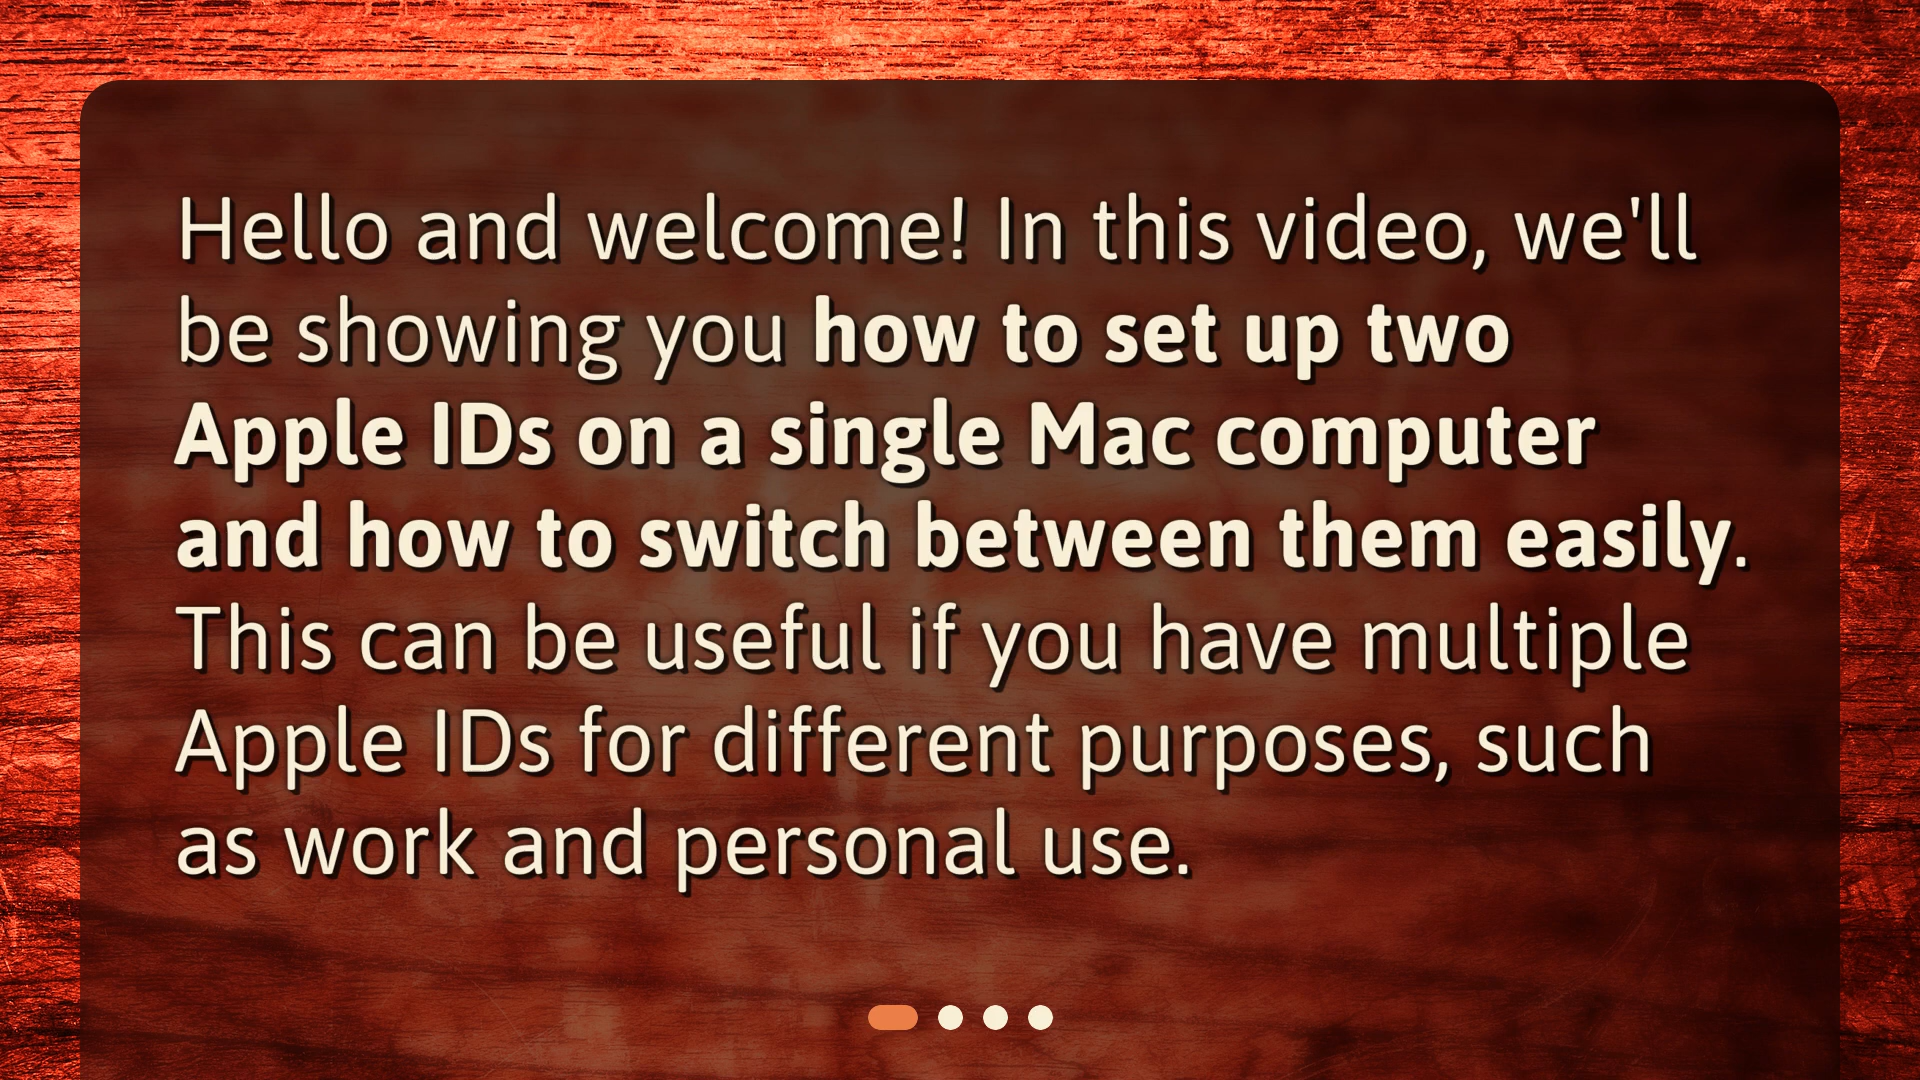 Hello and welcome! In this video, we'll
be showing you how to set up two
Apple IDs on a single Mac computer
and how to switch between them easily.
This can be useful if you have multiple
Apple IDs for different purposes, such
as work and personal use.